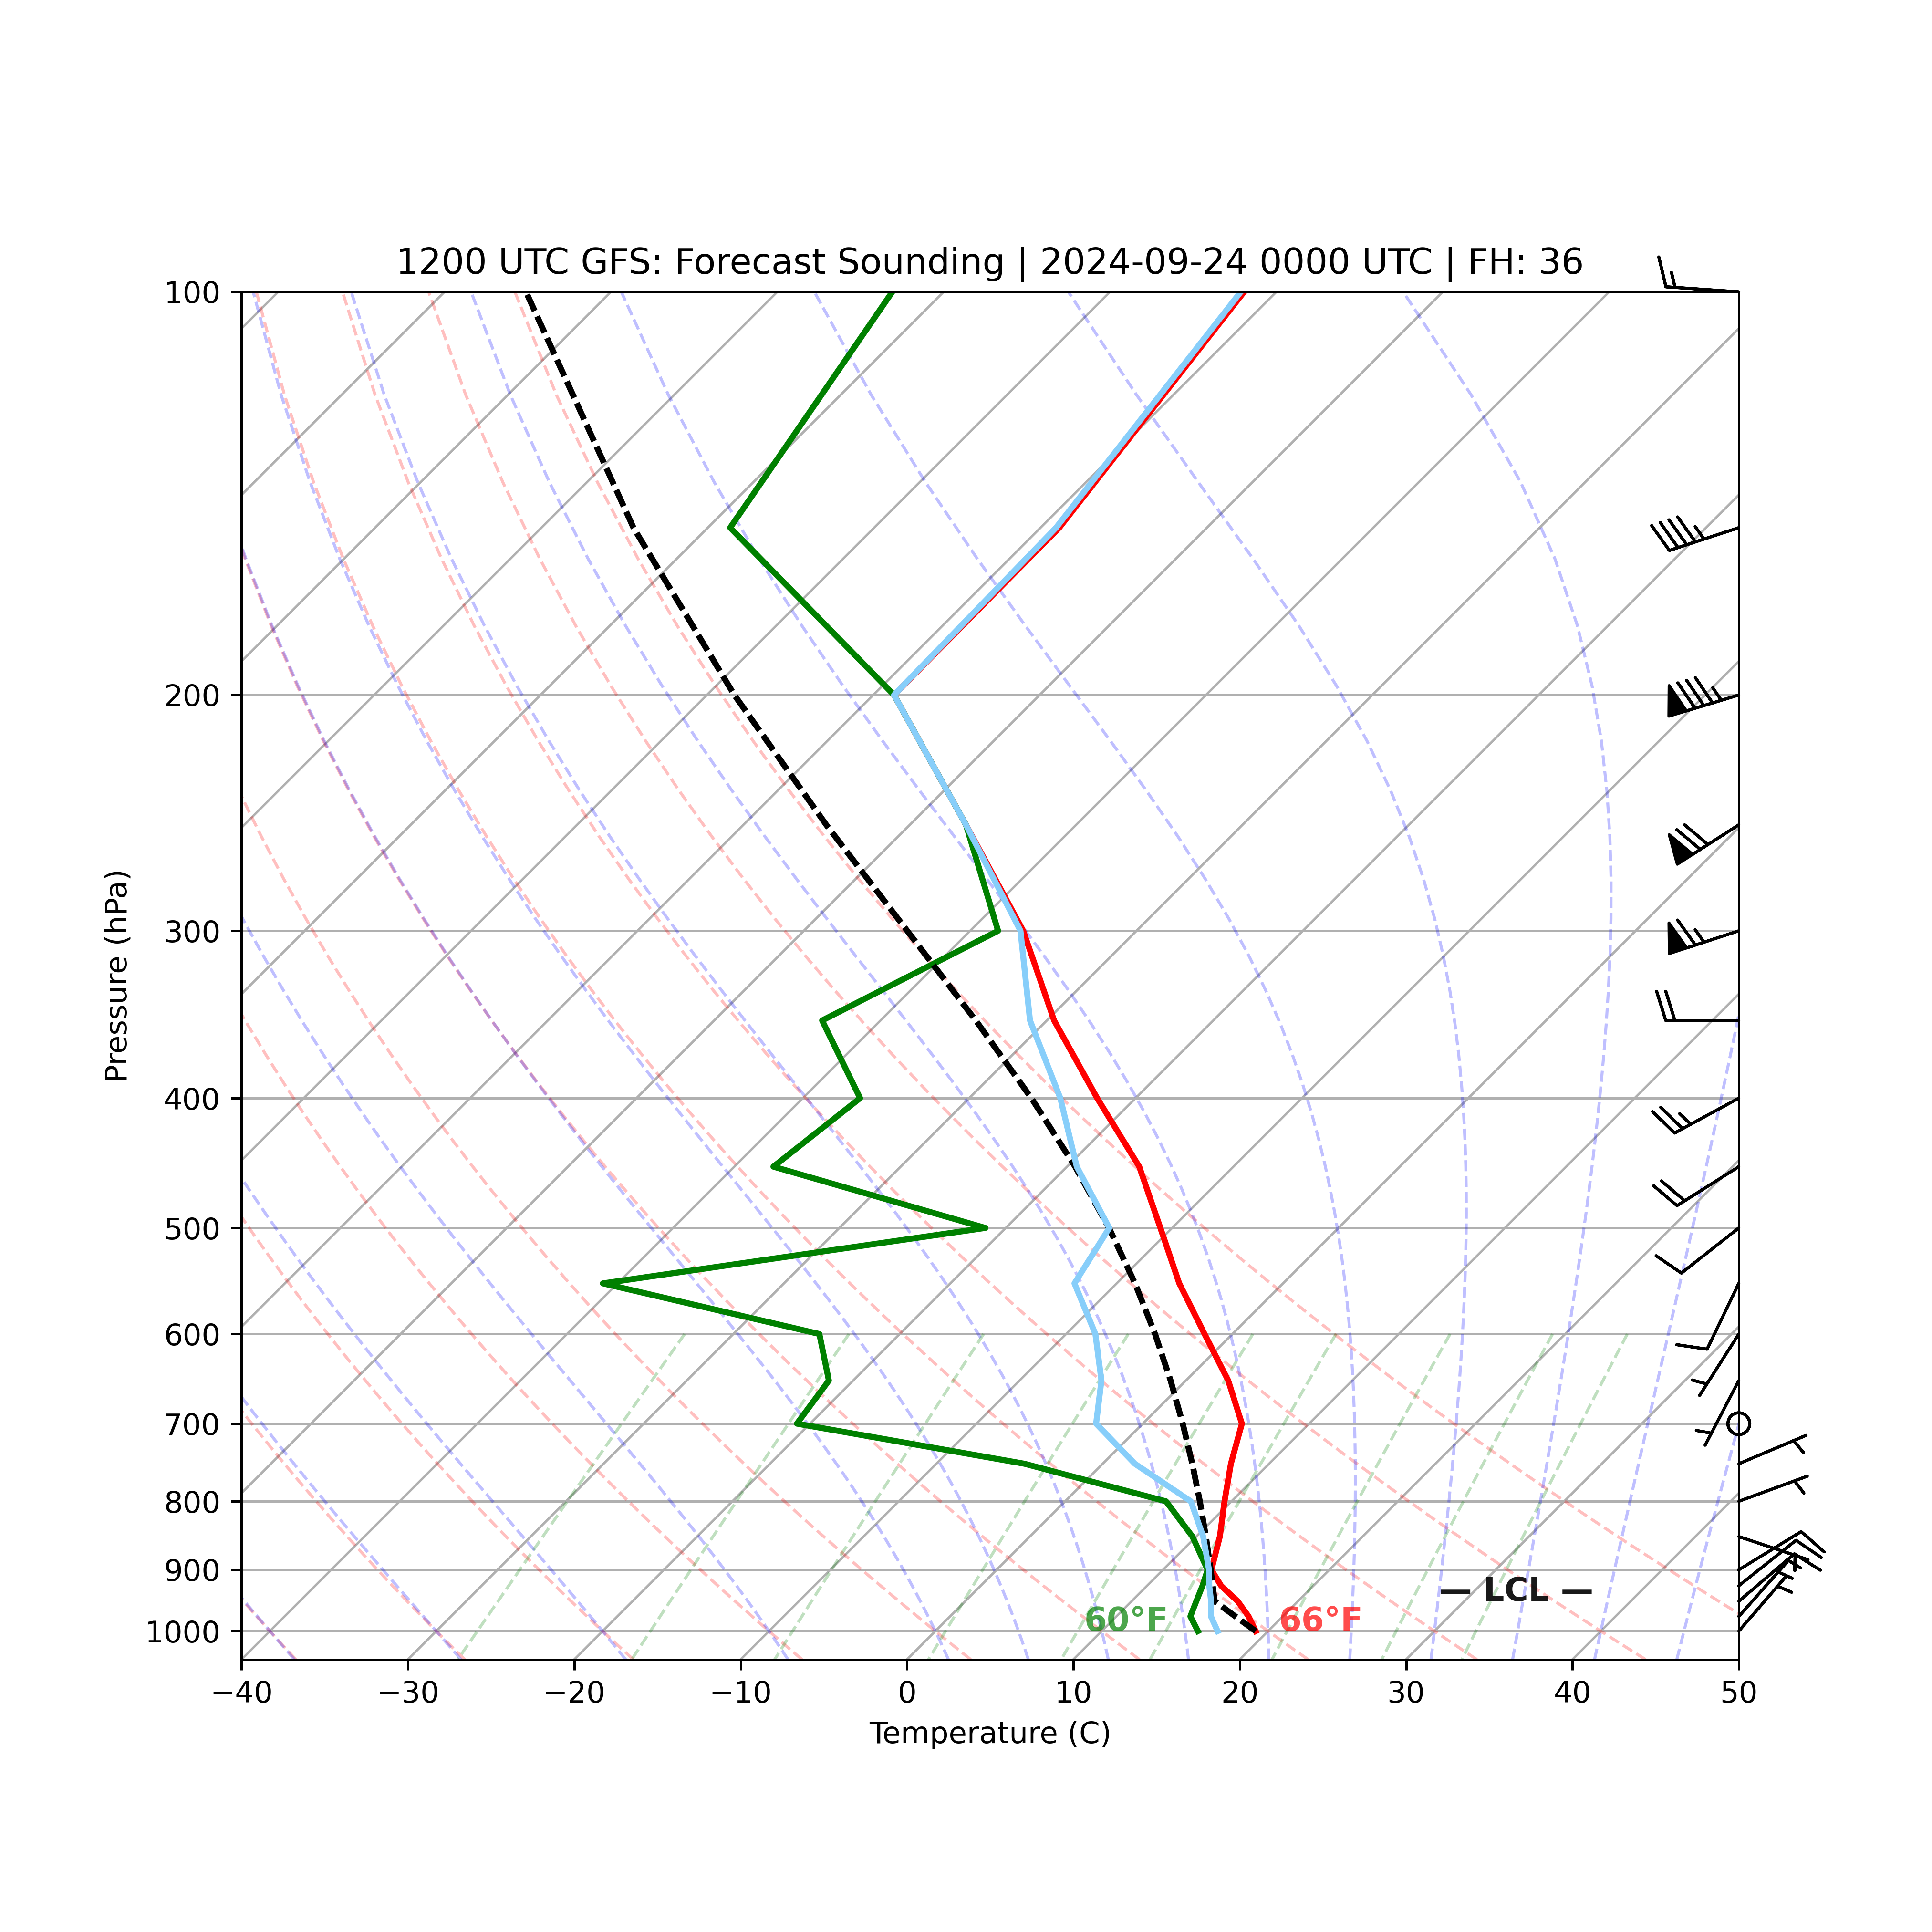 1200 UTC GFS: Forecast Sounding | 2024-09-24 0000 UTC | FH: 36
100
200
300
400
500
600
700
800
900
1000
Pressure (hPa)
— LCL —
60°F
66°F
−40 −30 −20 −10 0 10 20 30 40 50
Temperature (C)